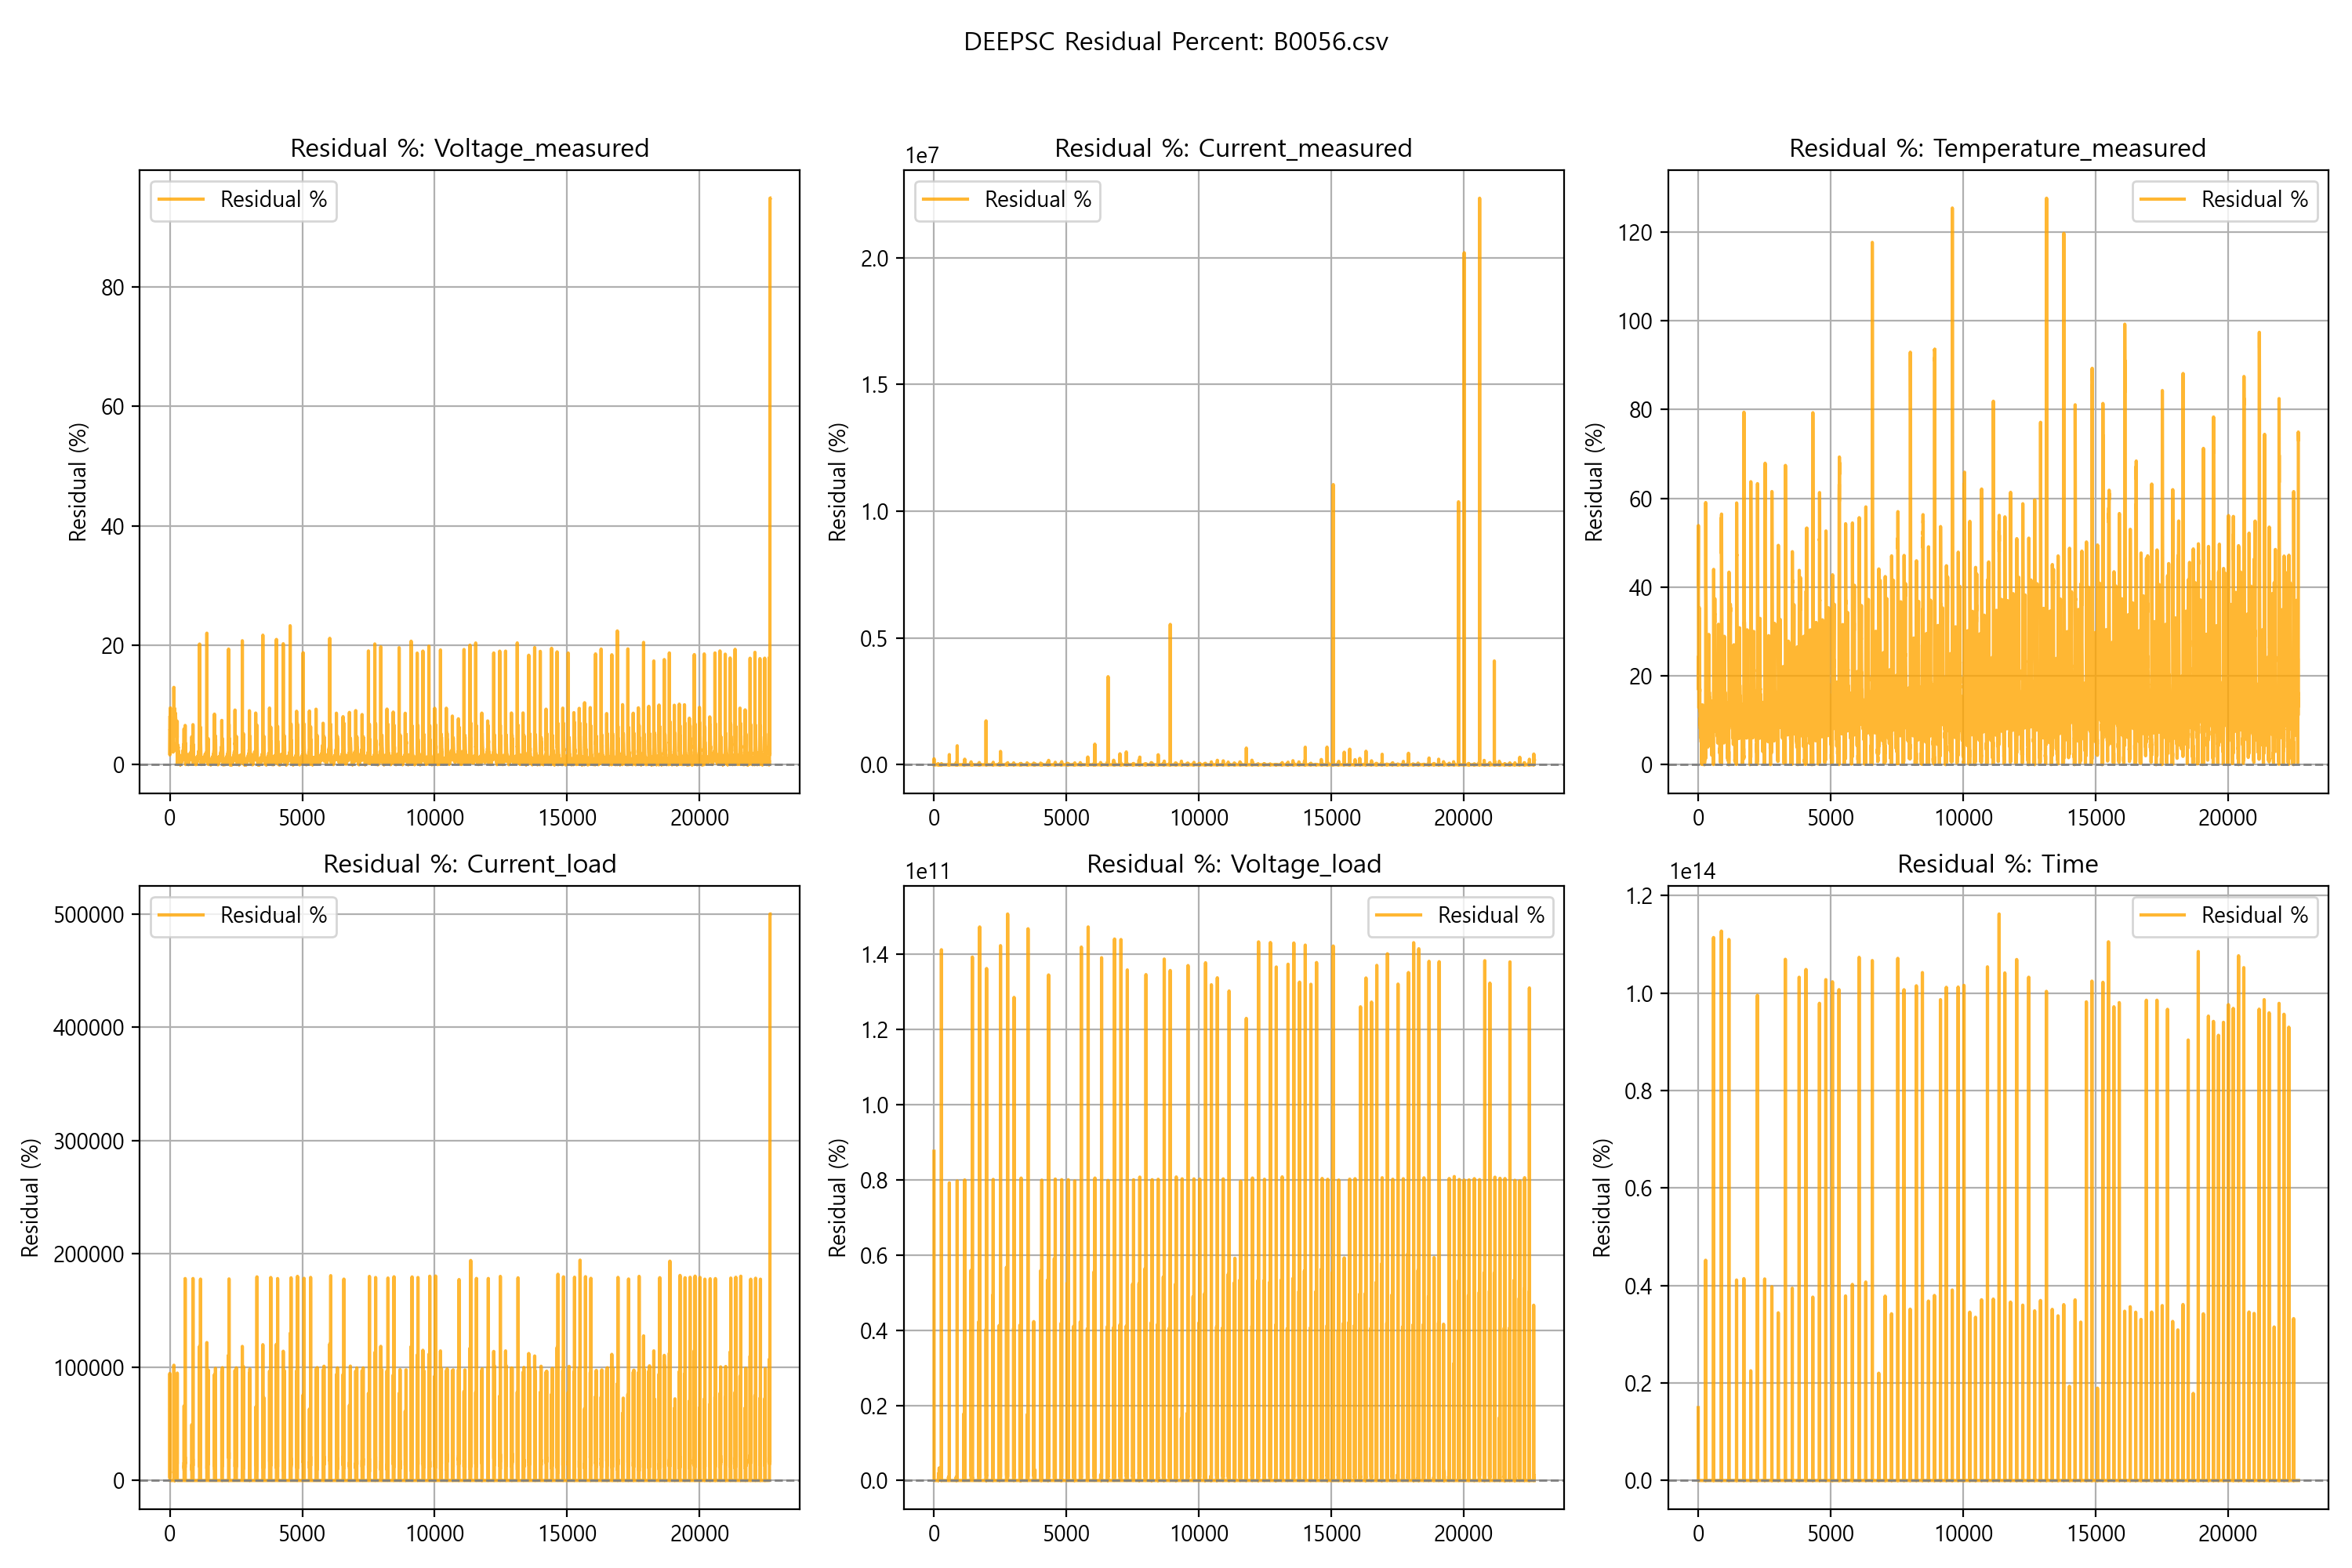 DEEPSC Residual Percent: B0056.csv
Residual %: Voltage_measured
Residual %
Residual (%)
80
60
40
20
0
0 5000 10000 15000 20000
Residual %: Current_measured
1e7
Residual %
Residual (%)
2.0
1.5
1.0
0.5
0.0
0 5000 10000 15000 20000
Residual %: Temperature_measured
Residual %
Residual (%)
120
100
80
60
40
20
0
0 5000 10000 15000 20000
Residual %: Current_load
Residual %
Residual (%)
500000
400000
300000
200000
100000
0
0 5000 10000 15000 20000
Residual %: Voltage_load
1e11
Residual %
Residual (%)
1.4
1.2
1.0
0.8
0.6
0.4
0.2
0.0
0 5000 10000 15000 20000
Residual %: Time
1e14
Residual %
Residual (%)
1.2
1.0
0.8
0.6
0.4
0.2
0.0
0 5000 10000 15000 20000